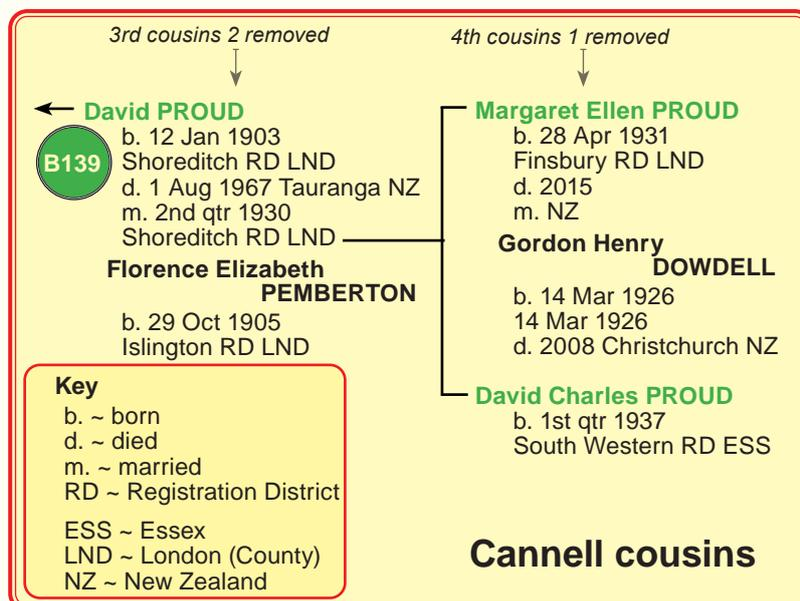 3rd cousins 2 removed
4th cousins 1 removed
David PROUD
B139
b. 12 Jan 1903
Shoreditch RD LND
d. 1 Aug 1967 Tauranga NZ
m. 2nd qtr 1930
Shoreditch RD LND
Florence Elizabeth
PEMBERTON
b. 29 Oct 1905
Islington RD LND
Margaret Ellen PROUD
b. 28 Apr 1931
Finsbury RD LND
d. 2015
m. NZ
Gordon Henry
DOWDELL
b. 14 Mar 1926
14 Mar 1926
d. 2008 Christchurch NZ
David Charles PROUD
b. 1st qtr 1937
South Western RD ESS
Key
b. ~ born
d. ~ died
m. ~ married
RD ~ Registration District
ESS ~ Essex
LND ~ London (County)
NZ ~ New Zealand
Cannell cousins